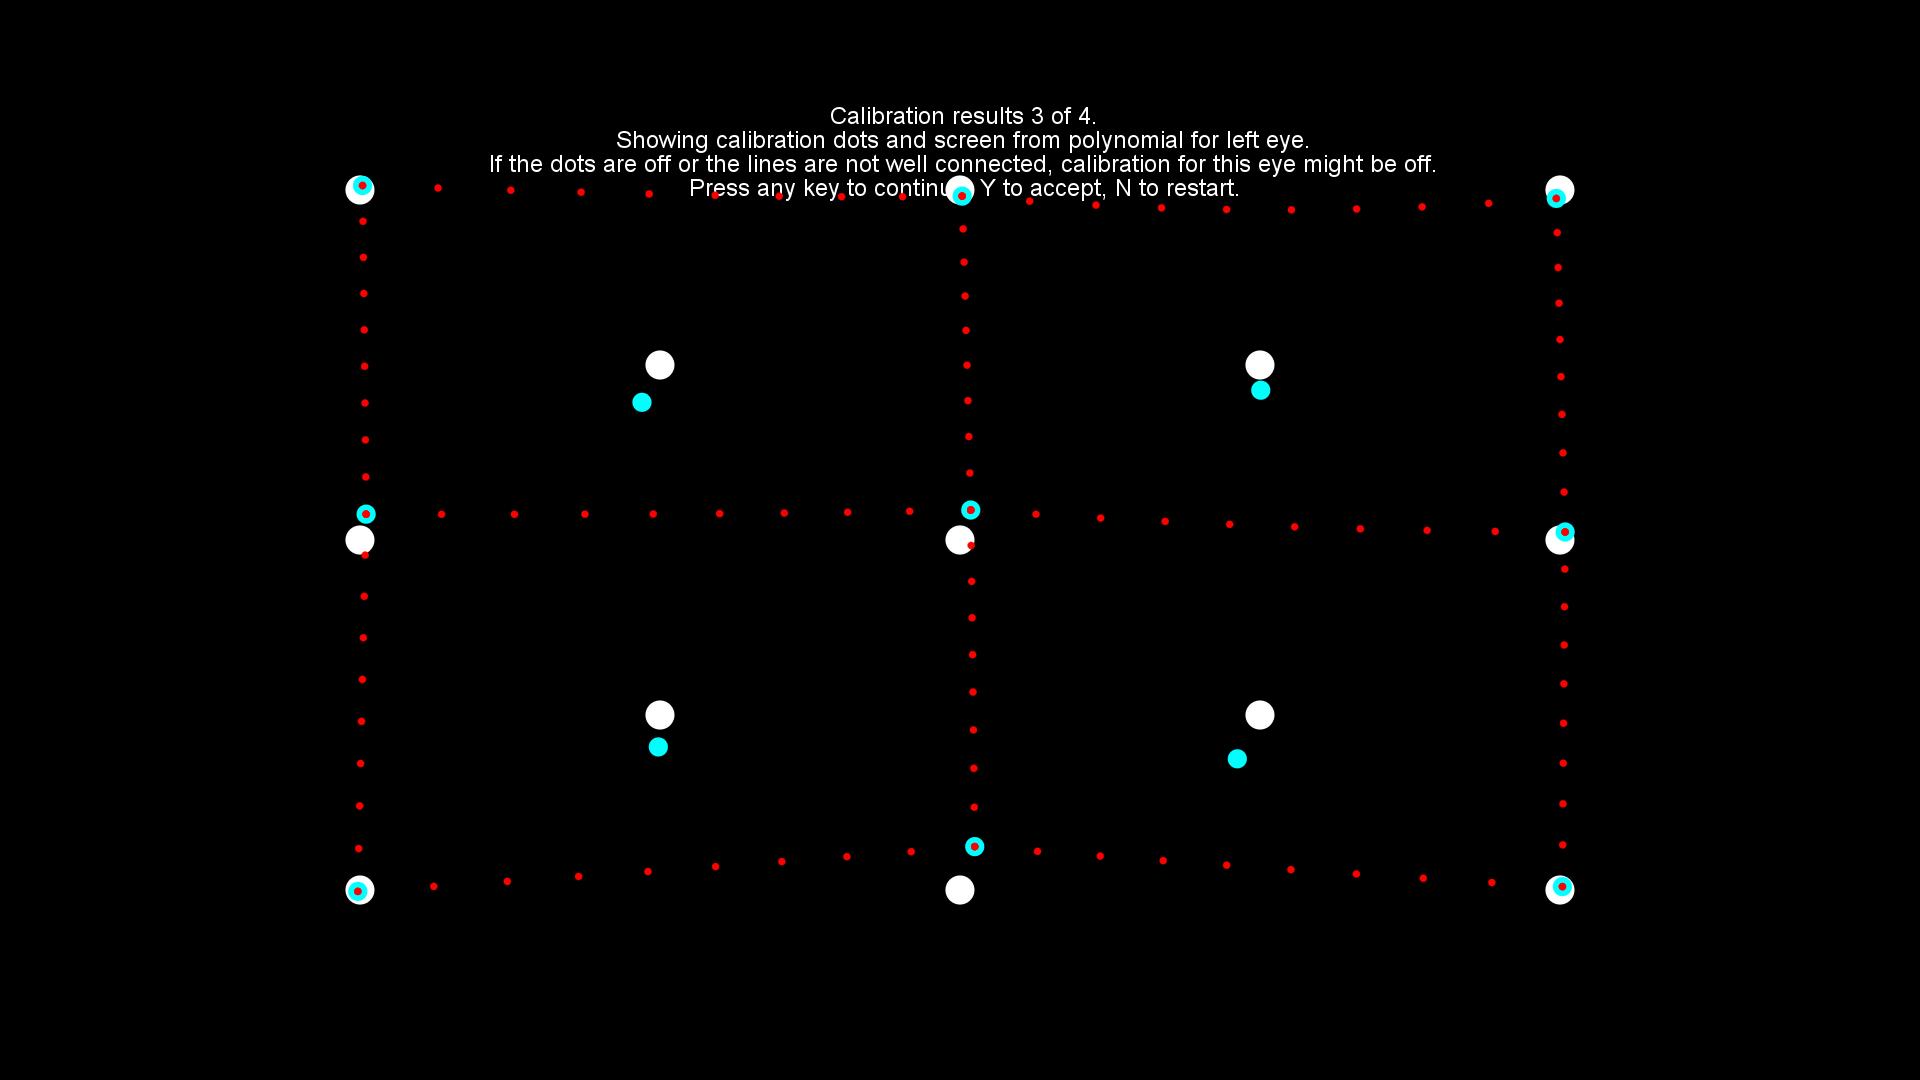 Calibration results 3 of 4.
Showing calibration dots and screen from polynomial for left eye.
If the dots are off or the lines are not well connected, calibration for this eye might be off.
Press any key to continue, Y to accept, N to restart.